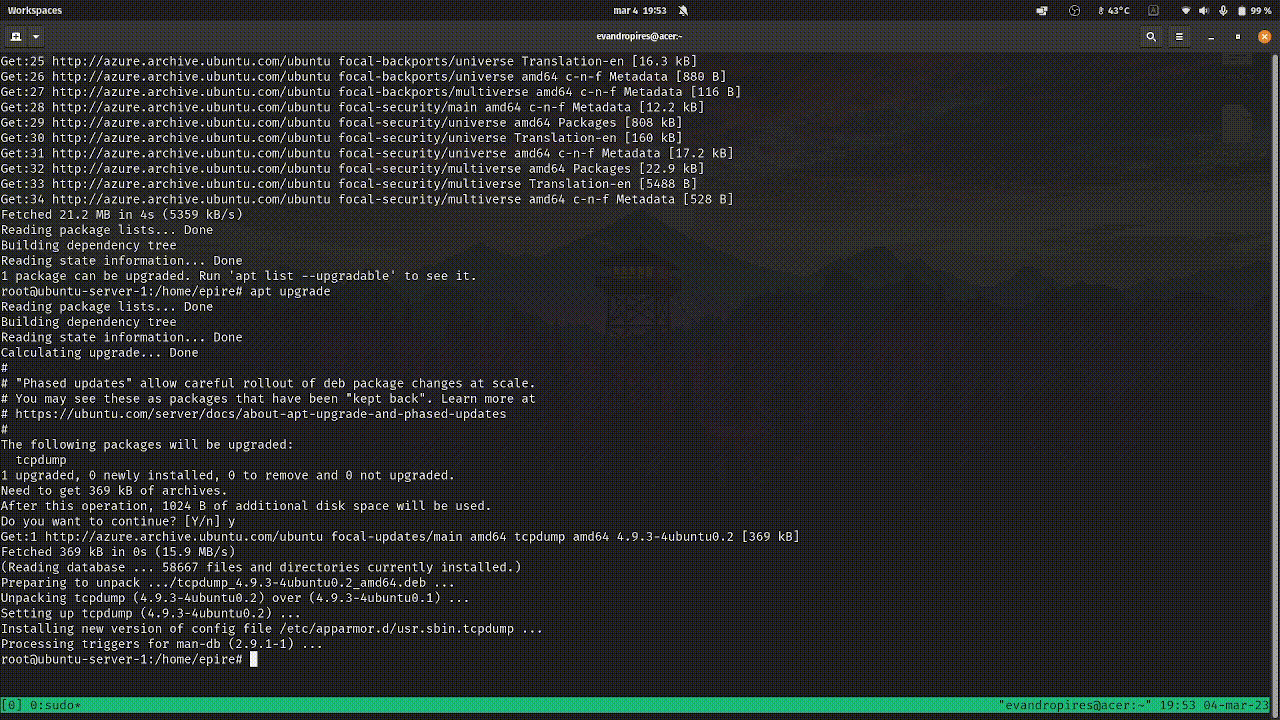 Workspaces
mar 4 19:53
43°C
A
99 %
evandropires@acer:~
Get:25 http://azure.archive.ubuntu.com/ubuntu focal-backports/universe Translation-en [16.3 kB]
Get:26 http://azure.archive.ubuntu.com/ubuntu focal-backports/universe amd64 c-n-f Metadata [880 B]
Get:27 http://azure.archive.ubuntu.com/ubuntu focal-backports/multiverse amd64 c-n-f Metadata [116 B]
Get:28 http://azure.archive.ubuntu.com/ubuntu focal-security/main amd64 c-n-f Metadata [12.2 kB]
Get:29 http://azure.archive.ubuntu.com/ubuntu focal-security/universe amd64 Packages [808 kB]
Get:30 http://azure.archive.ubuntu.com/ubuntu focal-security/universe Translation-en [160 kB]
Get:31 http://azure.archive.ubuntu.com/ubuntu focal-security/universe amd64 c-n-f Metadata [17.2 kB]
Get:32 http://azure.archive.ubuntu.com/ubuntu focal-security/multiverse amd64 Packages [22.9 kB]
Get:33 http://azure.archive.ubuntu.com/ubuntu focal-security/multiverse Translation-en [5488 B]
Get:34 http://azure.archive.ubuntu.com/ubuntu focal-security/multiverse amd64 c-n-f Metadata [528 B]
Fetched 21.2 MB in 4s (5359 kB/s)
Reading package lists... Done
Building dependency tree
Reading state information... Done
1 package can be upgraded. Run 'apt list --upgradable' to see it.
root@ubuntu-server-1:/home/epire# apt upgrade
Reading package lists... Done
Building dependency tree
Reading state information... Done
Calculating upgrade... Done
#
# "Phased updates" allow careful rollout of deb package changes at scale.
# You may see these as packages that have been "kept back". Learn more at
# https://ubuntu.com/server/docs/about-apt-upgrade-and-phased-updates
#
The following packages will be upgraded:
tcpdump
1 upgraded, 0 newly installed, 0 to remove and 0 not upgraded.
Need to get 369 kB of archives.
After this operation, 1024 B of additional disk space will be used.
Do you want to continue? [Y/n] y
Get:1 http://azure.archive.ubuntu.com/ubuntu focal-updates/main amd64 tcpdump amd64 4.9.3-4ubuntu0.2 [369 kB]
Fetched 369 kB in 0s (15.9 MB/s)
(Reading database ... 58667 files and directories currently installed.)
Preparing to unpack .../tcpdump_4.9.3-4ubuntu0.2_amd64.deb ...
Unpacking tcpdump (4.9.3-4ubuntu0.2) over (4.9.3-4ubuntu0.1) ...
Setting up tcpdump (4.9.3-4ubuntu0.2) ...
Installing new version of config file /etc/apparmor.d/usr.sbin.tcpdump ...
Processing triggers for man-db (2.9.1-1) ...
root@ubuntu-server-1:/home/epire#
[0] 0:sudo* "evandropires@acer:~" 19:53 04-mar-23